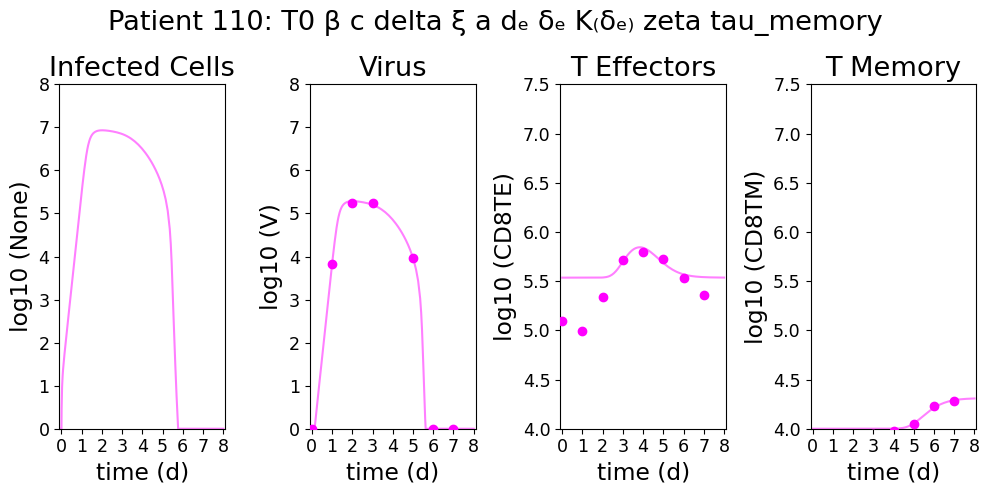 Patient 110: T0 β c delta ξ a dₑ δₑ K₍δₑ₎ zeta tau_memory
Infected Cells
Virus
T Effectors
T Memory
log10 (None)
8
7
6
5
4
3
2
1
0
0 1 2 3 4 5 6 7 8
time (d)
log10 (V)
8
7
6
5
4
3
2
1
0
0 1 2 3 4 5 6 7 8
time (d)
log10 (CD8TE)
7.5
7.0
6.5
6.0
5.5
5.0
4.5
4.0
0 1 2 3 4 5 6 7 8
time (d)
log10 (CD8TM)
7.5
7.0
6.5
6.0
5.5
5.0
4.5
4.0
0 1 2 3 4 5 6 7 8
time (d)